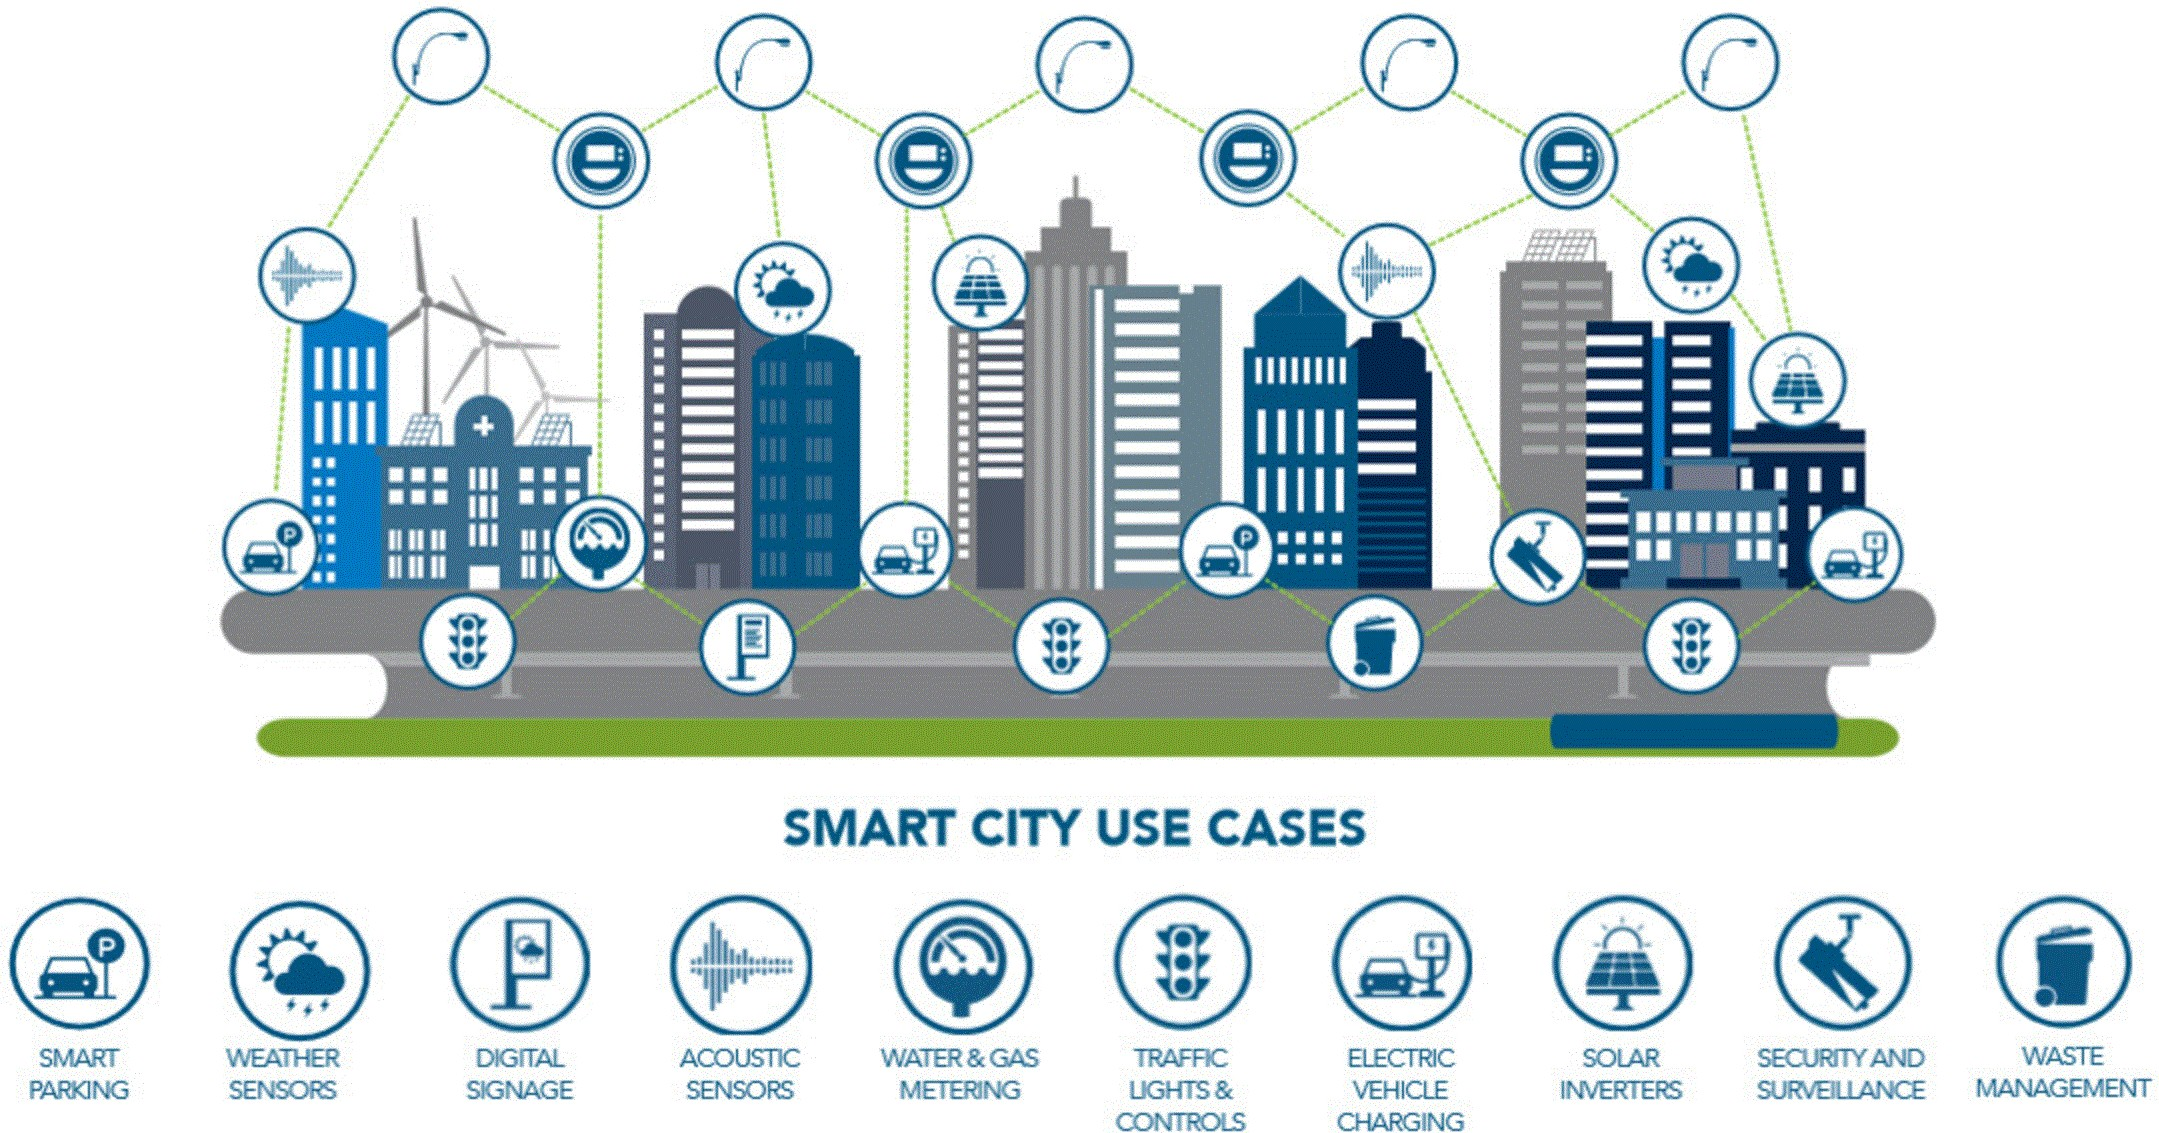 SMART CITY USE CASES
P
P
P
SMART
PARKING
WEATHER
SENSORS
DIGITAL
SIGNAGE
ACOUSTIC
SENSORS
WATER & GAS
METERING
TRAFFIC
LIGHTS &
CONTROLS
ELECTRIC
VEHICLE
CHARGING
SOLAR
INVERTERS
SECURITY AND
SURVEILLANCE
WASTE
MANAGEMENT